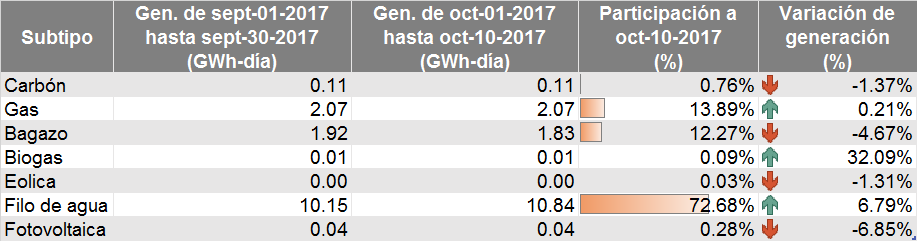 Subtipo Gen. de sept-01-2017 hasta sept-30-2017 (GWh-día) Gen. de oct-01-2017 hasta oct-10-2017 (GWh-día) Participación a oct-10-2017 (%) Variación de generación (%)
Carbón 0.11 0.11 0.76% -1.37%
Gas 2.07 2.07 13.89% 0.21%
Bagazo 1.92 1.83 12.27% -4.67%
Biogas 0.01 0.01 0.09% 32.09%
Eolica 0.00 0.00 0.03% -1.31%
Filo de agua 10.15 10.84 72.68% 6.79%
Fotovoltaica 0.04 0.04 0.28% -6.85%